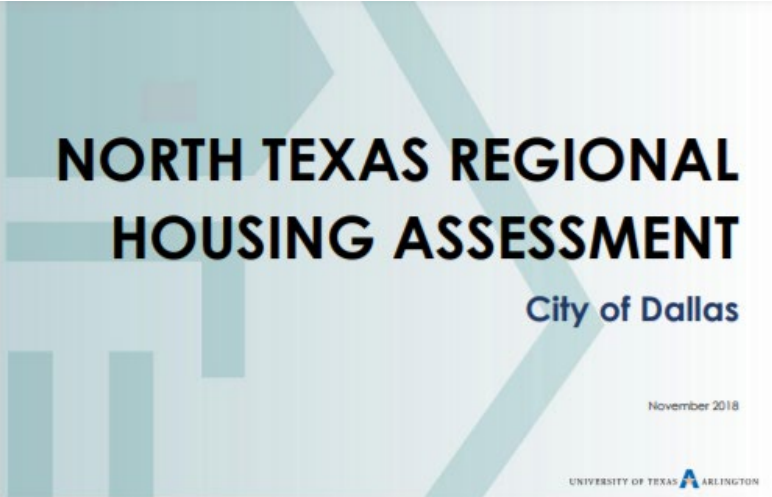 NORTH TEXAS REGIONAL
HOUSING ASSESSMENT
City of Dallas
November 2018
UNIVERSITY OF TEXAS A ARLINGTON